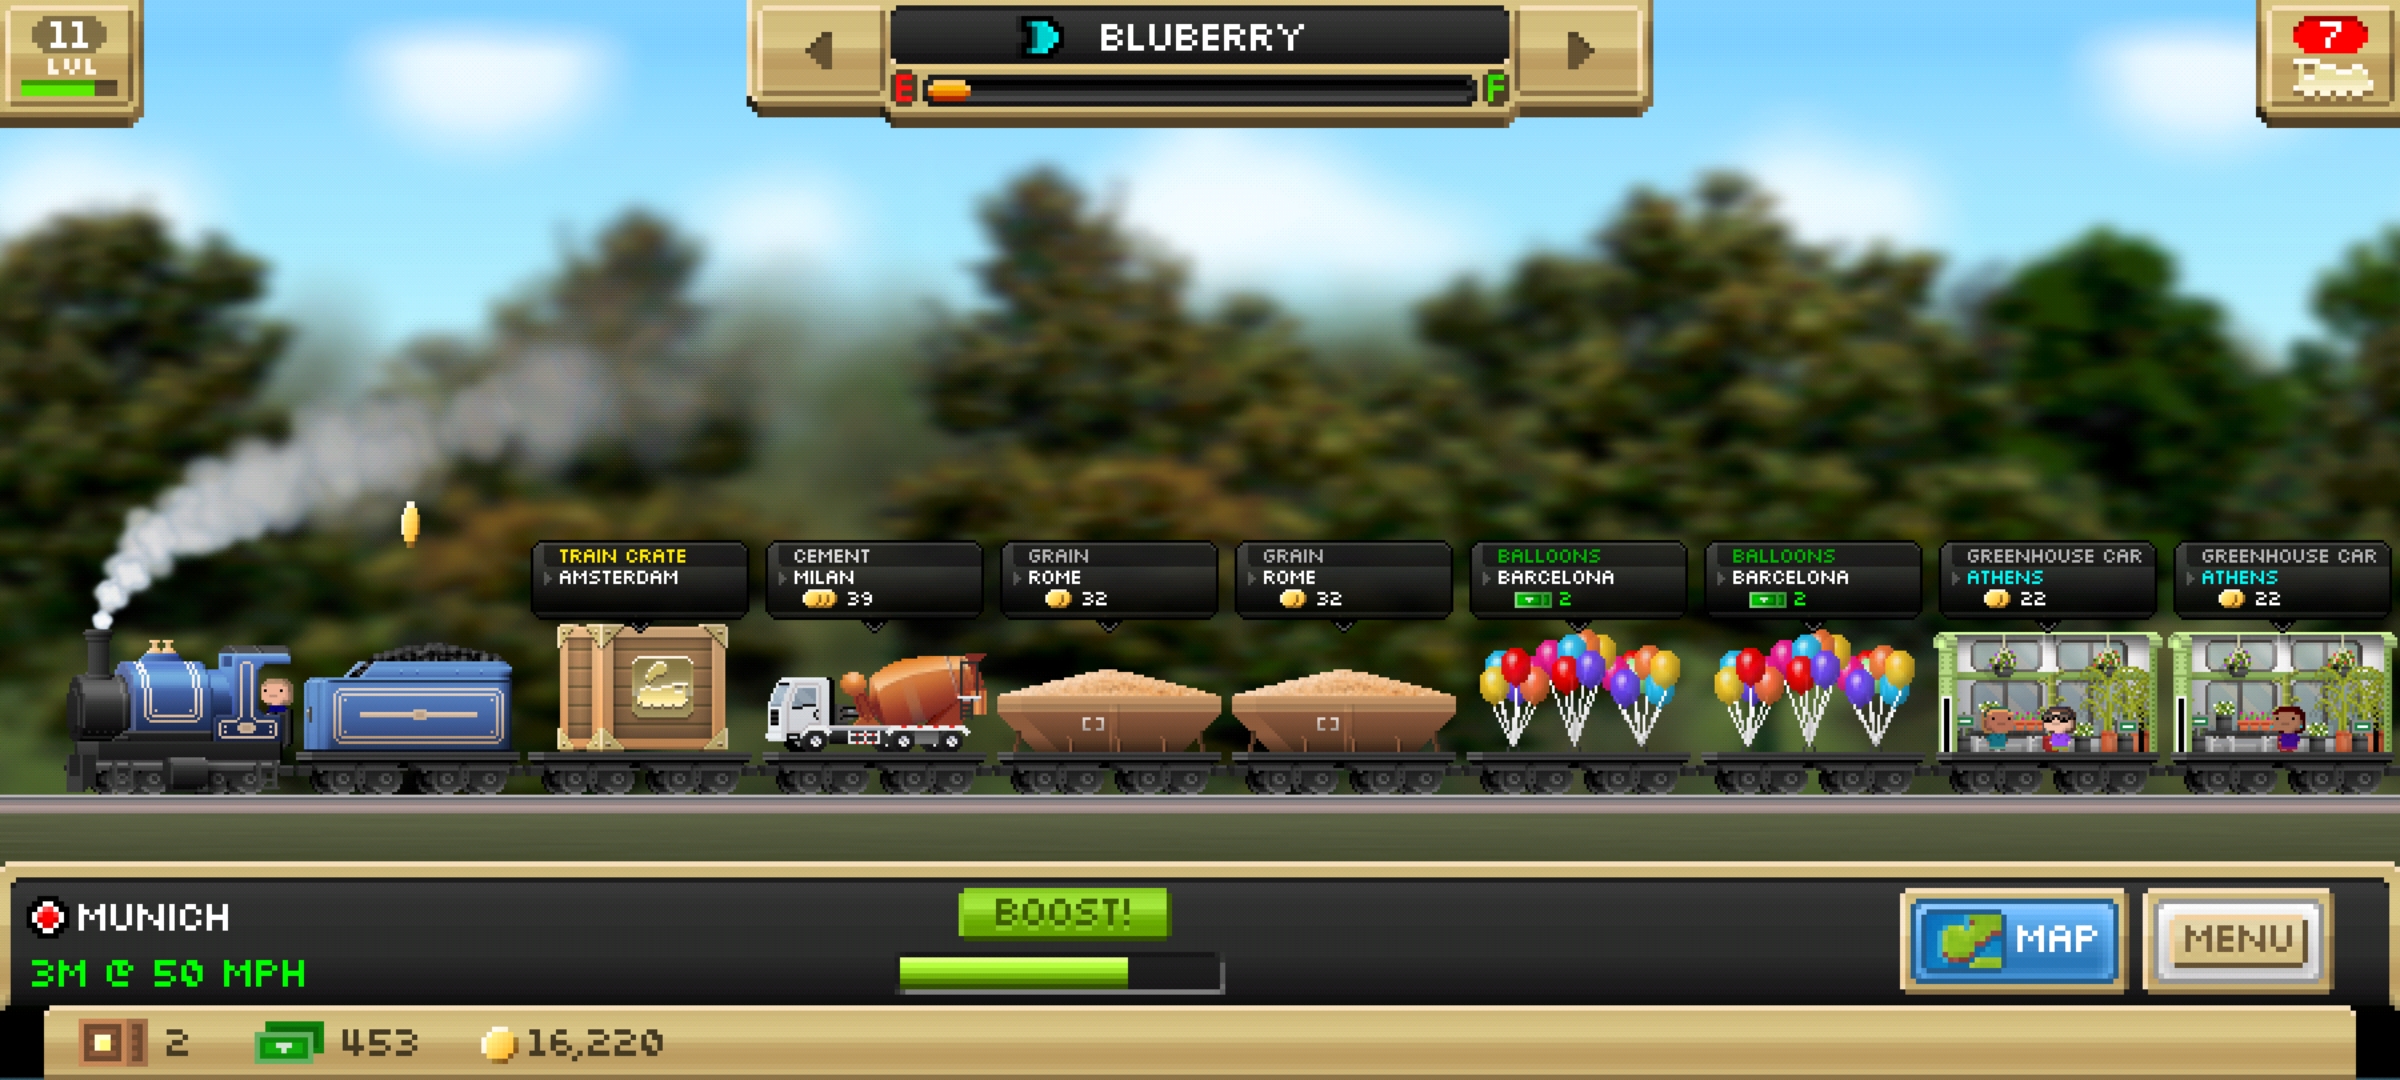 11
LVL
BLUBERRY
E
F
7
TRAIN CRATE
AMSTERDAM
CEMENT
MILAN
39
GRAIN
ROME
32
GRAIN
ROME
32
BALLOONS
BARCELONA
2
BALLOONS
BARCELONA
2
GREENHOUSE CAR
ATHENS
22
GREENHOUSE CAR
ATHENS
22
MUNICH
3M @ 50 MPH
BOOST!
MAP
MENU
2
453
16,220